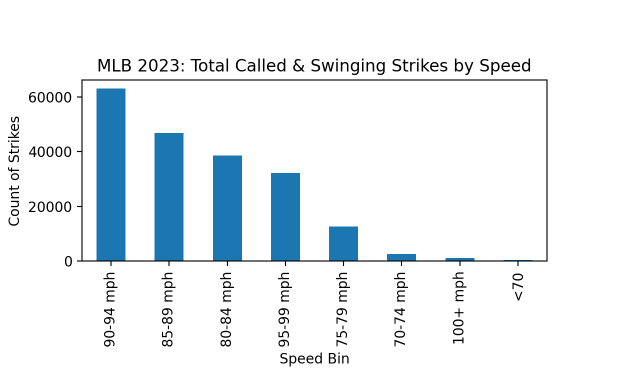 MLB 2023: Total Called & Swinging Strikes by Speed
Count of Strikes
60000
40000
20000
0
90-94 mph
85-89 mph
80-84 mph
95-99 mph
75-79 mph
70-74 mph
100+ mph
<70
Speed Bin